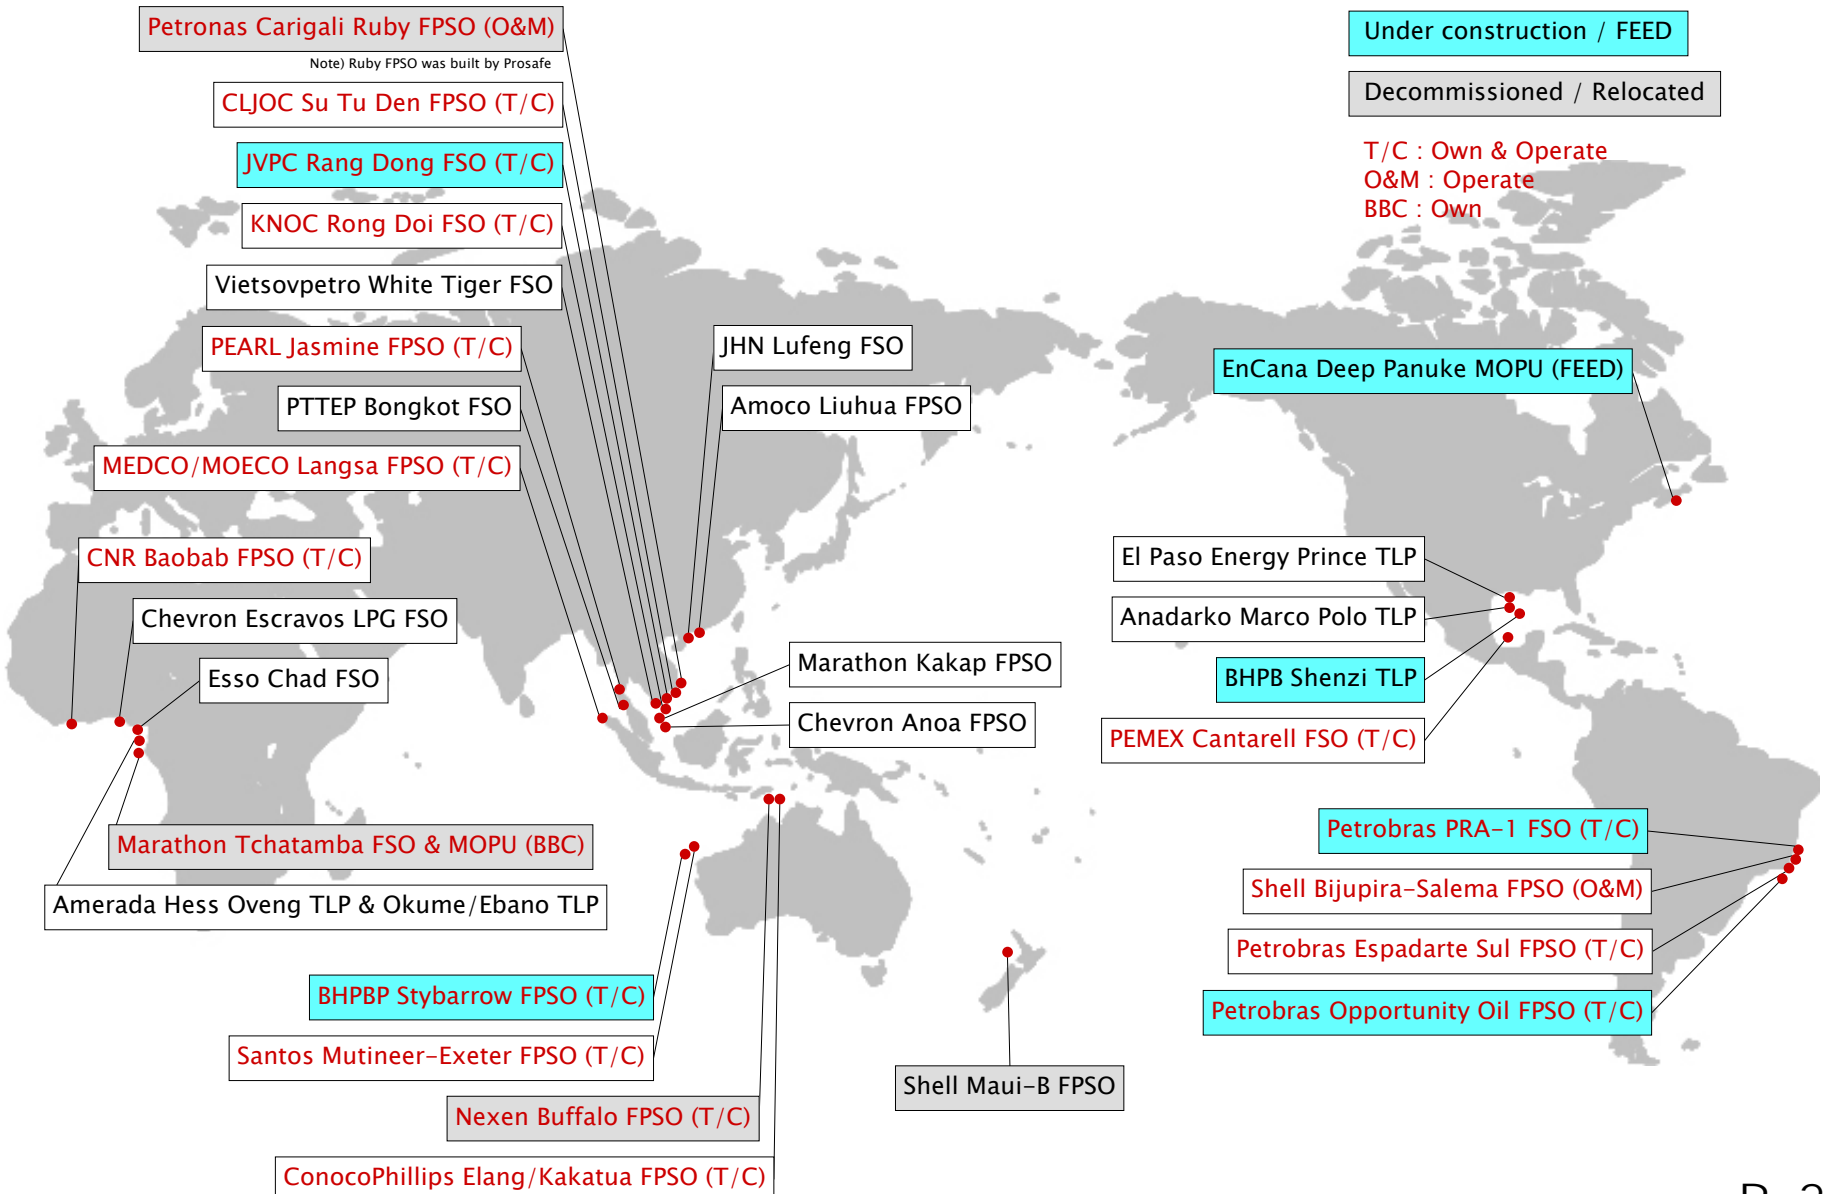 Petronas Carigali Ruby FPSO (O&M)
Note) Ruby FPSO was built by Prosafe
CLJOC Su Tu Den FPSO (T/C)
JVPC Rang Dong FSO (T/C)
KNOC Rong Doi FSO (T/C)
Vietsovpetro White Tiger FSO
PEARL Jasmine FPSO (T/C)
PTTEP Bongkot FSO
MEDCO/MOECO Langsa FPSO (T/C)
CNR Baobab FPSO (T/C)
Chevron Escravos LPG FSO
Esso Chad FSO
Marathon Tchatamba FSO & MOPU (BBC)
Amerada Hess Oveng TLP & Okume/Ebano TLP
BHPBP Stybarrow FPSO (T/C)
Santos Mutineer-Exeter FPSO (T/C)
Nexen Buffalo FPSO (T/C)
ConocoPhillips Elang/Kakatua FPSO (T/C)
JHN Lufeng FSO
Amoco Liuhua FPSO
Marathon Kakap FPSO
Chevron Anoa FPSO
Shell Maui-B FPSO
Under construction / FEED
Decommissioned / Relocated
T/C : Own & Operate
O&M : Operate
BBC : Own
EnCana Deep Panuke MOPU (FEED)
El Paso Energy Prince TLP
Anadarko Marco Polo TLP
BHPB Shenzi TLP
PEMEX Cantarell FSO (T/C)
Petrobras PRA-1 FSO (T/C)
Shell Bijupira-Salema FPSO (O&M)
Petrobras Espadarte Sul FPSO (T/C)
Petrobras Opportunity Oil FPSO (T/C)